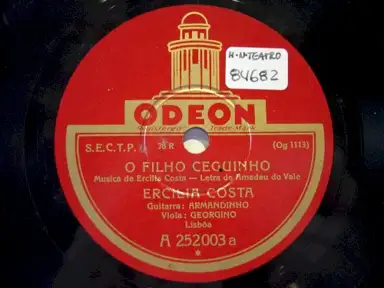 M. N. TEATRO
84682
ODEON
Registered Trade-Mark
S.E.C.T.P. 78 R (Og 1113)
O FILHO CEGUINHO
Musica de Ercilia Costa — Letra de Amadeu do Vale
ERCILIA COSTA
Guitarra: ARMANDINHO
Viola: GEORGINO
Lisbôa
A 252003 a
*